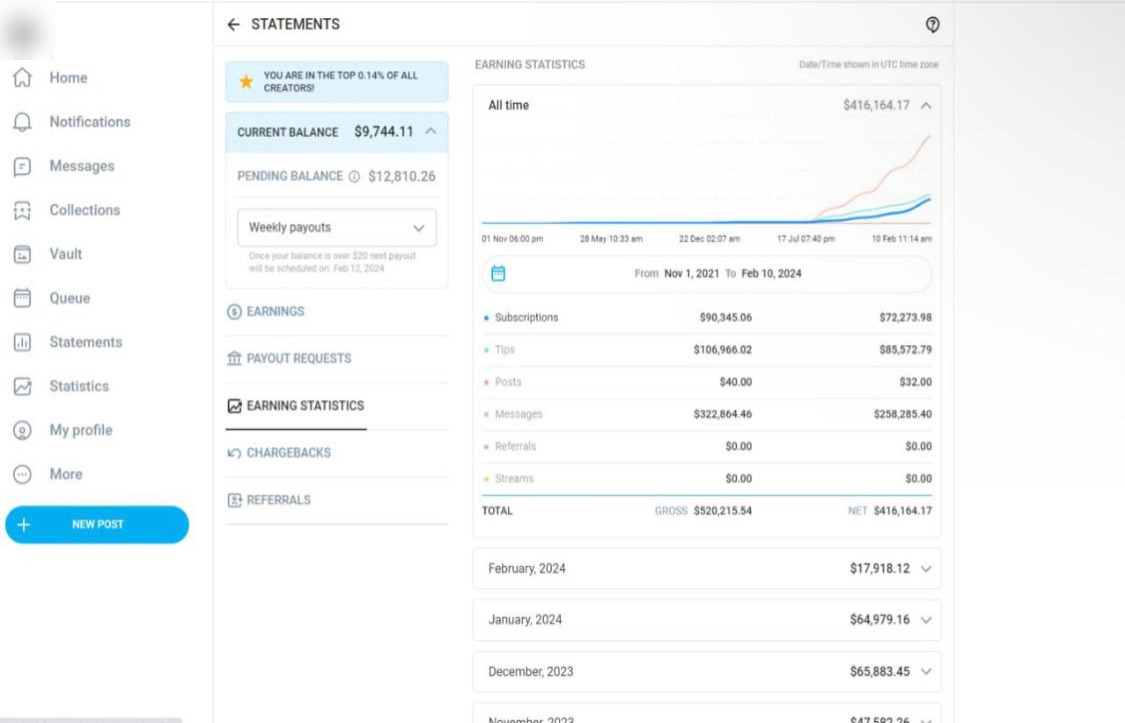 STATEMENTS
Home
Notifications
Messages
Collections
Vault
Queue
Statements
Statistics
My profile
More
NEW POST
YOU ARE IN THE TOP 0.14% OF ALL
CREATORS!
CURRENT BALANCE $9,744.11
PENDING BALANCE $12,810.26
Weekly payouts
Once your balance is over $20 next payout
will be scheduled on: Feb 12, 2024
EARNINGS
PAYOUT REQUESTS
EARNING STATISTICS
CHARGEBACKS
REFERRALS
EARNING STATISTICS Date/Time shown in UTC time zone
All time $416,164.17
01 Nov 06:00 pm 28 May 10:33 am 22 Dec 02:07 am 17 Jul 07:40 pm 10 Feb 11:14 am
From Nov 1, 2021 To Feb 10, 2024
Subscriptions $90,345.06 $72,273.98
Tips $106,966.02 $85,572.79
Posts $40.00 $32.00
Messages $322,864.46 $258,285.40
Referrals $0.00 $0.00
Streams $0.00 $0.00
TOTAL GROSS $520,215.54 NET $416,164.17
February, 2024 $17,918.12
January, 2024 $64,979.16
December, 2023 $65,883.45
November, 2023 $47,582.26